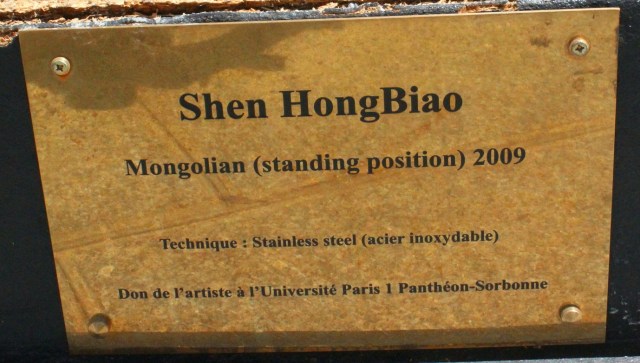 Shen HongBiao
Mongolian (standing position) 2009
Technique : Stainless steel (acier inoxydable)
Don de l'artiste à l'Université Paris 1 Panthéon-Sorbonne